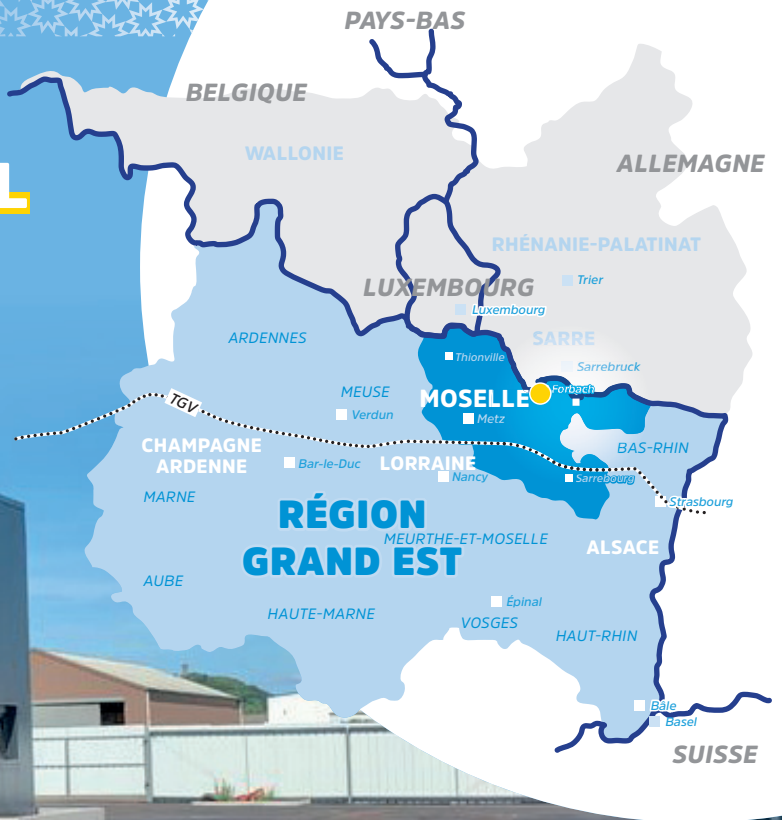 PAYS-BAS
BELGIQUE
WALLONIE
ALLEMAGNE
L
RHÉNANIE-PALATINAT
Trier
LUXEMBOURG
Luxembourg
ARDENNES
SARRE
Thionville
Sarrebruck
MEUSE
MOSELLE
Forbach
TGV
Verdun
Metz
CHAMPAGNE
ARDENNE
BAS-RHIN
Bar-le-Duc
LORRAINE
Nancy
Sarrebourg
MARNE
Strasbourg
RÉGION
GRAND EST
MEURTHE-ET-MOSELLE
ALSACE
AUBE
Épinal
HAUTE-MARNE
VOSGES
HAUT-RHIN
Bâle
Basel
SUISSE